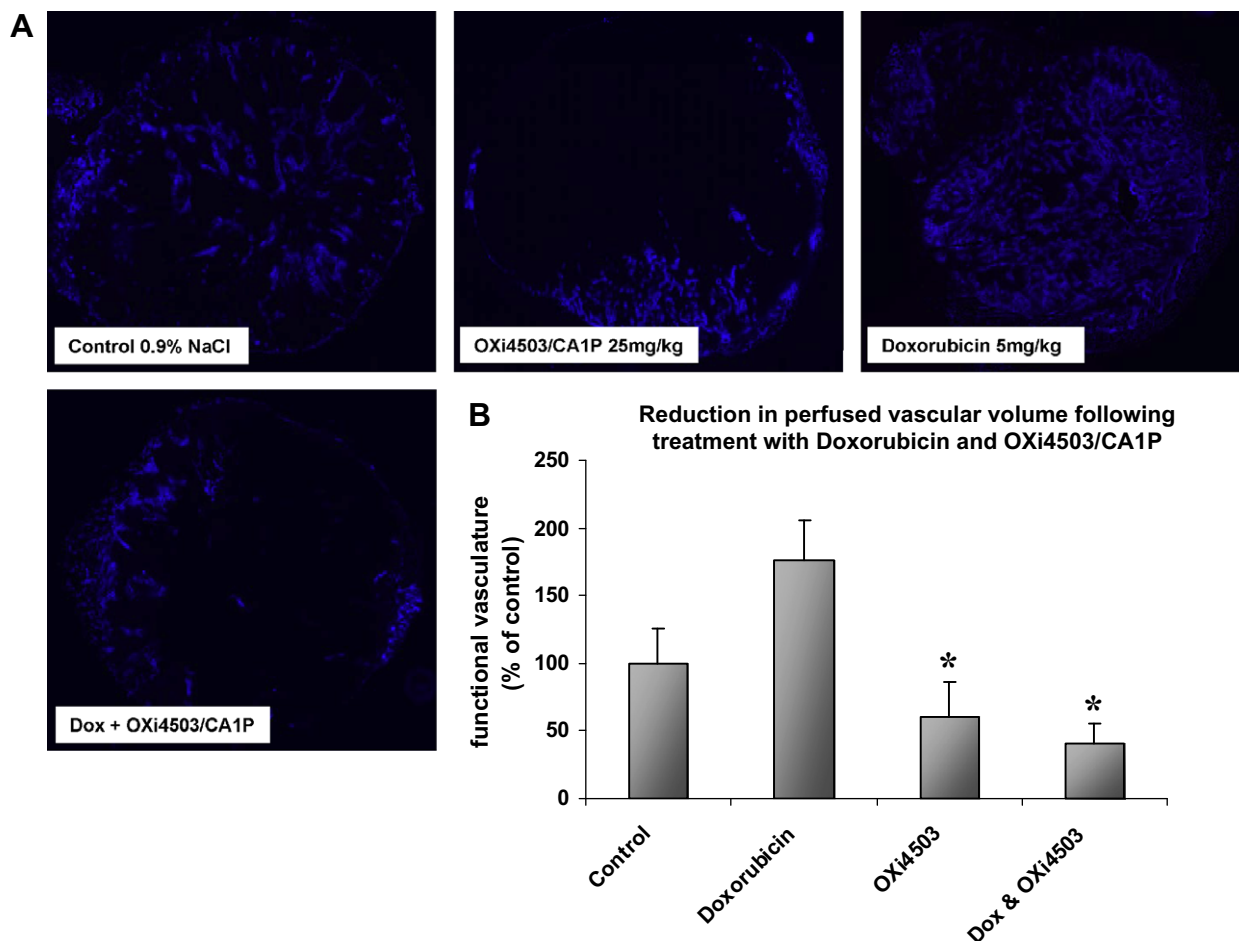 A
Control 0.9% NaCl
OXi4503/CA1P 25mg/kg
Doxorubicin 5mg/kg
Dox + OXi4503/CA1P
B
Reduction in perfused vascular volume following
treatment with Doxorubicin and OXi4503/CA1P
functional vasculature
(% of control)
250
200
150
100
50
0
*
*
Control
Doxorubicin
OXi4503
Dox & OXi4503